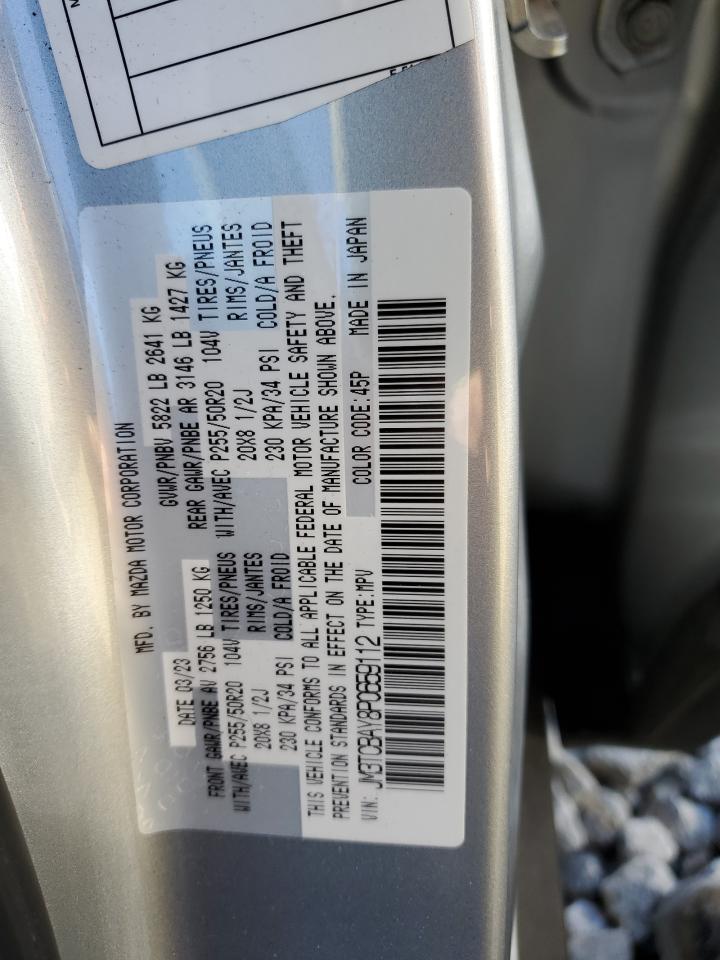 MFD. BY MAZDA MOTOR CORPORATION
DATE 03/23 GVWR/PNBV 5822 LB 2641 KG
FRONT GAWR/PNBE AV 2756 LB 1250 KG REAR GAWR/PNBE AR 3146 LB 1427 KG
WITH/AVEC P255/50R20 104V TIRES/PNEUS WITH/AVEC P255/50R20 104V TIRES/PNEUS
20X8 1/2J RIMS/JANTES 20X8 1/2J RIMS/JANTES
230 KPA/34 PSI COLD/A FROID 230 KPA/34 PSI COLD/A FROID
THIS VEHICLE CONFORMS TO ALL APPLICABLE FEDERAL MOTOR VEHICLE SAFETY AND THEFT
PREVENTION STANDARDS IN EFFECT ON THE DATE OF MANUFACTURE SHOWN ABOVE.
VIN: JM3TCBAY8P0659112 TYPE:MPV COLOR CODE:45P MADE IN JAPAN